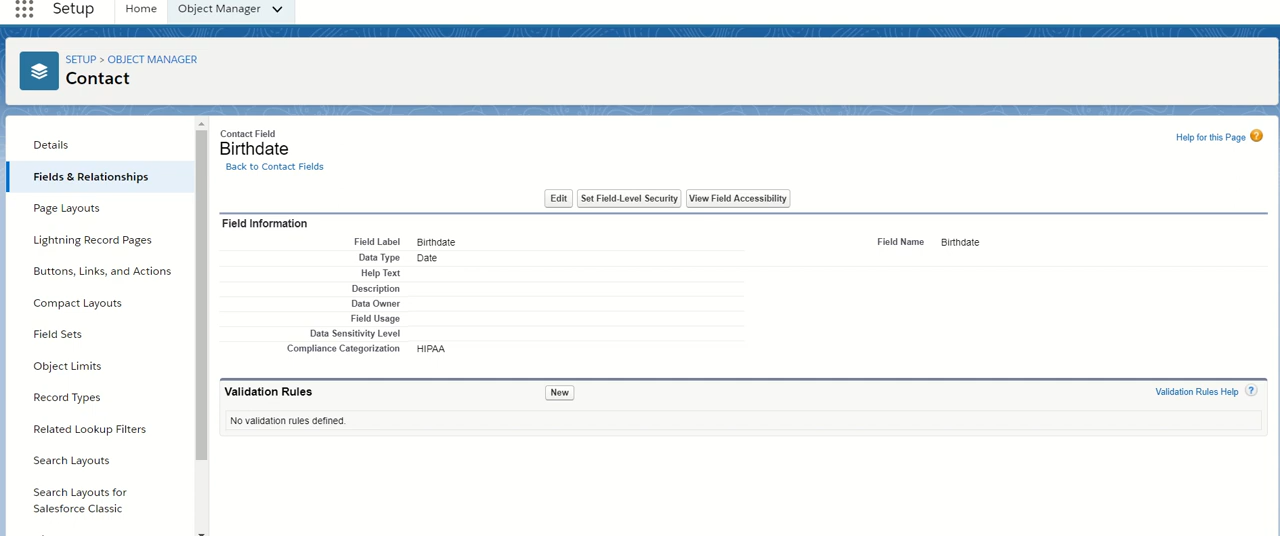 Setup
Home
Object Manager
SETUP > OBJECT MANAGER
Contact
Details
Fields & Relationships
Page Layouts
Lightning Record Pages
Buttons, Links, and Actions
Compact Layouts
Field Sets
Object Limits
Record Types
Related Lookup Filters
Search Layouts
Search Layouts for
Salesforce Classic
Contact Field
Birthdate
Back to Contact Fields
Help for this Page ?
Edit
Set Field-Level Security
View Field Accessibility
Field Information
Field Label Birthdate
Field Name Birthdate
Data Type Date
Help Text
Description
Data Owner
Field Usage
Data Sensitivity Level
Compliance Categorization HIPAA
Validation Rules
New
Validation Rules Help ?
No validation rules defined.